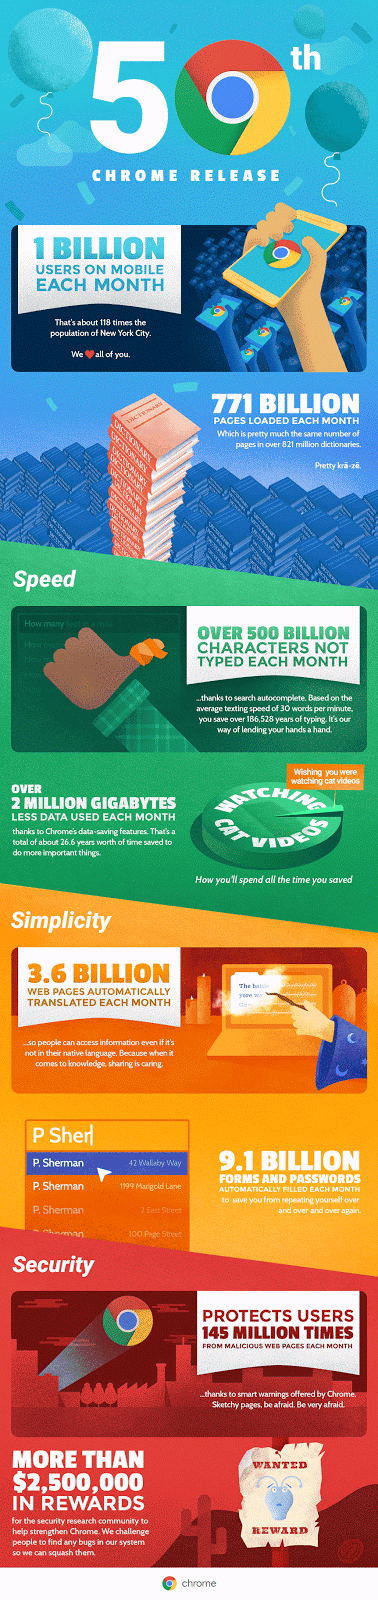 50th
CHROME RELEASE
1 BILLION
USERS ON MOBILE
EACH MONTH
That's about 118 times the
population of New York City.
We ❤ all of you.
771 BILLION
PAGES LOADED EACH MONTH
Which is pretty much the same number of
pages in over 821 million dictionaries.
Pretty krā-zē.
DICTIONARY
DICTIONARY
DICTIONARY
DICTIONARY
DICTIONARY
DICTIONARY
DICTIONARY
DICTIONARY
DICTIONARY
Speed
How many
OVER 500 BILLION
CHARACTERS NOT
TYPED EACH MONTH
...thanks to search autocomplete. Based on the
average texting speed of 30 words per minute,
you save over 186,528 years of typing. It's our
way of lending your hands a hand.
OVER
2 MILLION GIGABYTES
LESS DATA USED EACH MONTH
thanks to Chrome's data-saving features. That's a
total of about 26.6 years worth of time saved to
do more important things.
Wishing you were
watching cat videos
WATCHING
CAT VIDEOS
How you'll spend all the time you saved
Simplicity
3.6 BILLION
WEB PAGES AUTOMATICALLY
TRANSLATED EACH MONTH
...so people can access information even if it's
not in their native language. Because when it
comes to knowledge, sharing is caring.
P Sher
P. Sherman 42 Wallaby Way
P. Sherman 1199 Marigold Lane
P. Sherman 2 East Street
P. Sherman 100 Page Street
9.1 BILLION
FORMS AND PASSWORDS
AUTOMATICALLY FILLED EACH MONTH
to save you from repeating yourself over
and over and over again.
Security
PROTECTS USERS
145 MILLION TIMES
FROM MALICIOUS WEB PAGES EACH MONTH
...thanks to smart warnings offered by Chrome.
Sketchy pages, be afraid. Be very afraid.
MORE THAN
$2,500,000
IN REWARDS
for the security research community to
help strengthen Chrome. We challenge
people to find any bugs in our system
so we can squash them.
WANTED
REWARD
chrome